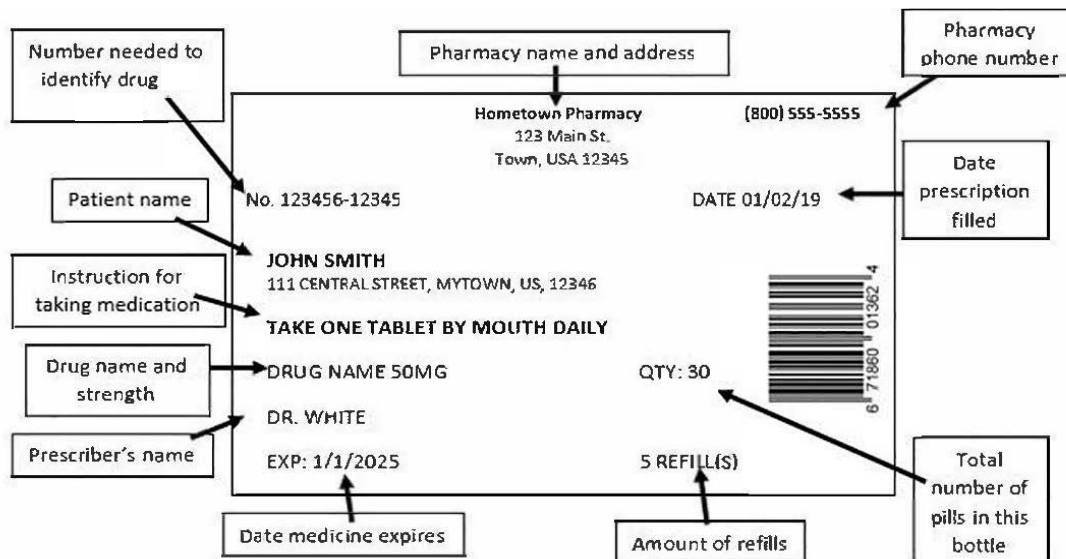 Number needed to
identify drug
Pharmacy name and address
Pharmacy
phone number
Hometown Pharmacy
123 Main St.
Town, USA 12345
(800) 555-5555
Patient name
No. 123456-12345
DATE 01/02/19
Date
prescription
filled
JOHN SMITH
111 CENTRAL STREET, MYTOWN, US, 12346
Instruction for
taking medication
TAKE ONE TABLET BY MOUTH DAILY
Drug name and
strength
DRUG NAME 50MG
QTY: 30
6 71860 01362 4
Prescriber's name
DR. WHITE
EXP: 1/1/2025
5 REFILL(S)
Total
number of
pills in this
bottle
Date medicine expires
Amount of refills